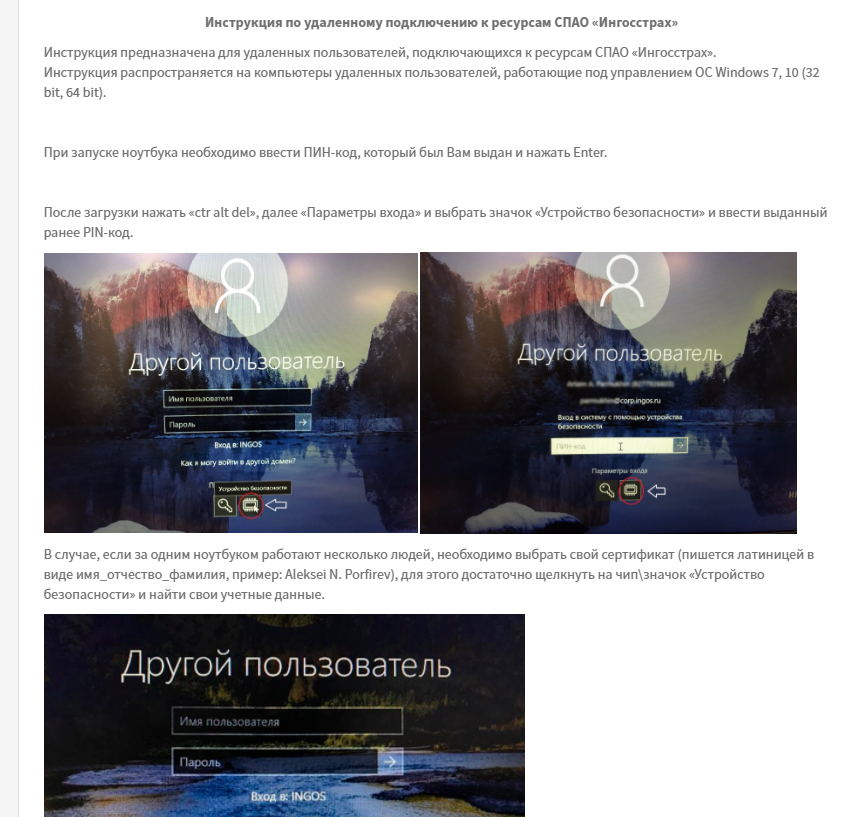 Инструкция по удаленному подключению к ресурсам СПАО «Ингосстрах»
Инструкция предназначена для удаленных пользователей, подключающихся к ресурсам СПАО «Ингосстрах».
Инструкция распространяется на компьютеры удаленных пользователей, работающие под управлением ОС Windows 7, 10 (32
bit, 64 bit).
При запуске ноутбука необходимо ввести ПИН-код, который был Вам выдан и нажать Enter.
После загрузки нажать «ctr alt del», далее «Параметры входа» и выбрать значок «Устройство безопасности» и ввести выданный
ранее PIN-код.
Другой пользователь
Имя пользователя
Пароль
Вход в: INGOS
Как я могу войти в другой домен?
Устройство безопасности
Другой пользователь
@corp.ingos.ru
Вход в систему с помощью устройства
безопасности
ПИН-код
Параметры входа
В случае, если за одним ноутбуком работают несколько людей, необходимо выбрать свой сертификат (пишется латиницей в
виде имя_отчество_фамилия, пример: Aleksei N. Porfirev), для этого достаточно щелкнуть на чип\значок «Устройство
безопасности» и найти свои учетные данные.
Другой пользователь
Имя пользователя
Пароль
Вход в: INGOS